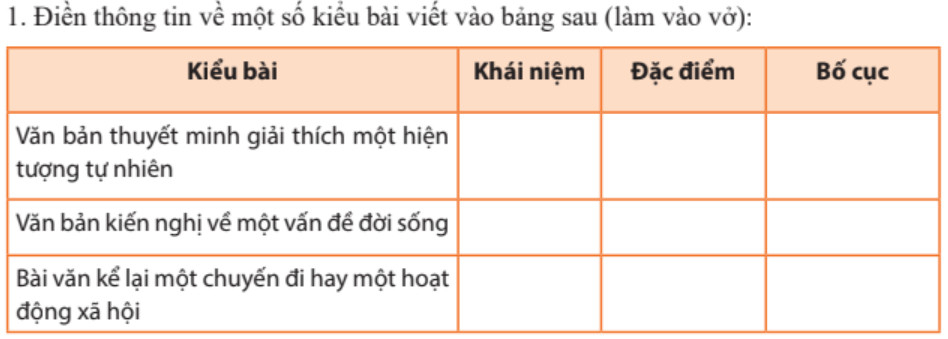 1. Điền thông tin về một số kiểu bài viết vào bảng sau (làm vào vở):
Kiểu bài Khái niệm Đặc điểm Bố cục
Văn bản thuyết minh giải thích một hiện
tượng tự nhiên
Văn bản kiến nghị về một vấn đề đời sống
Bài văn kể lại một chuyến đi hay một hoạt
động xã hội